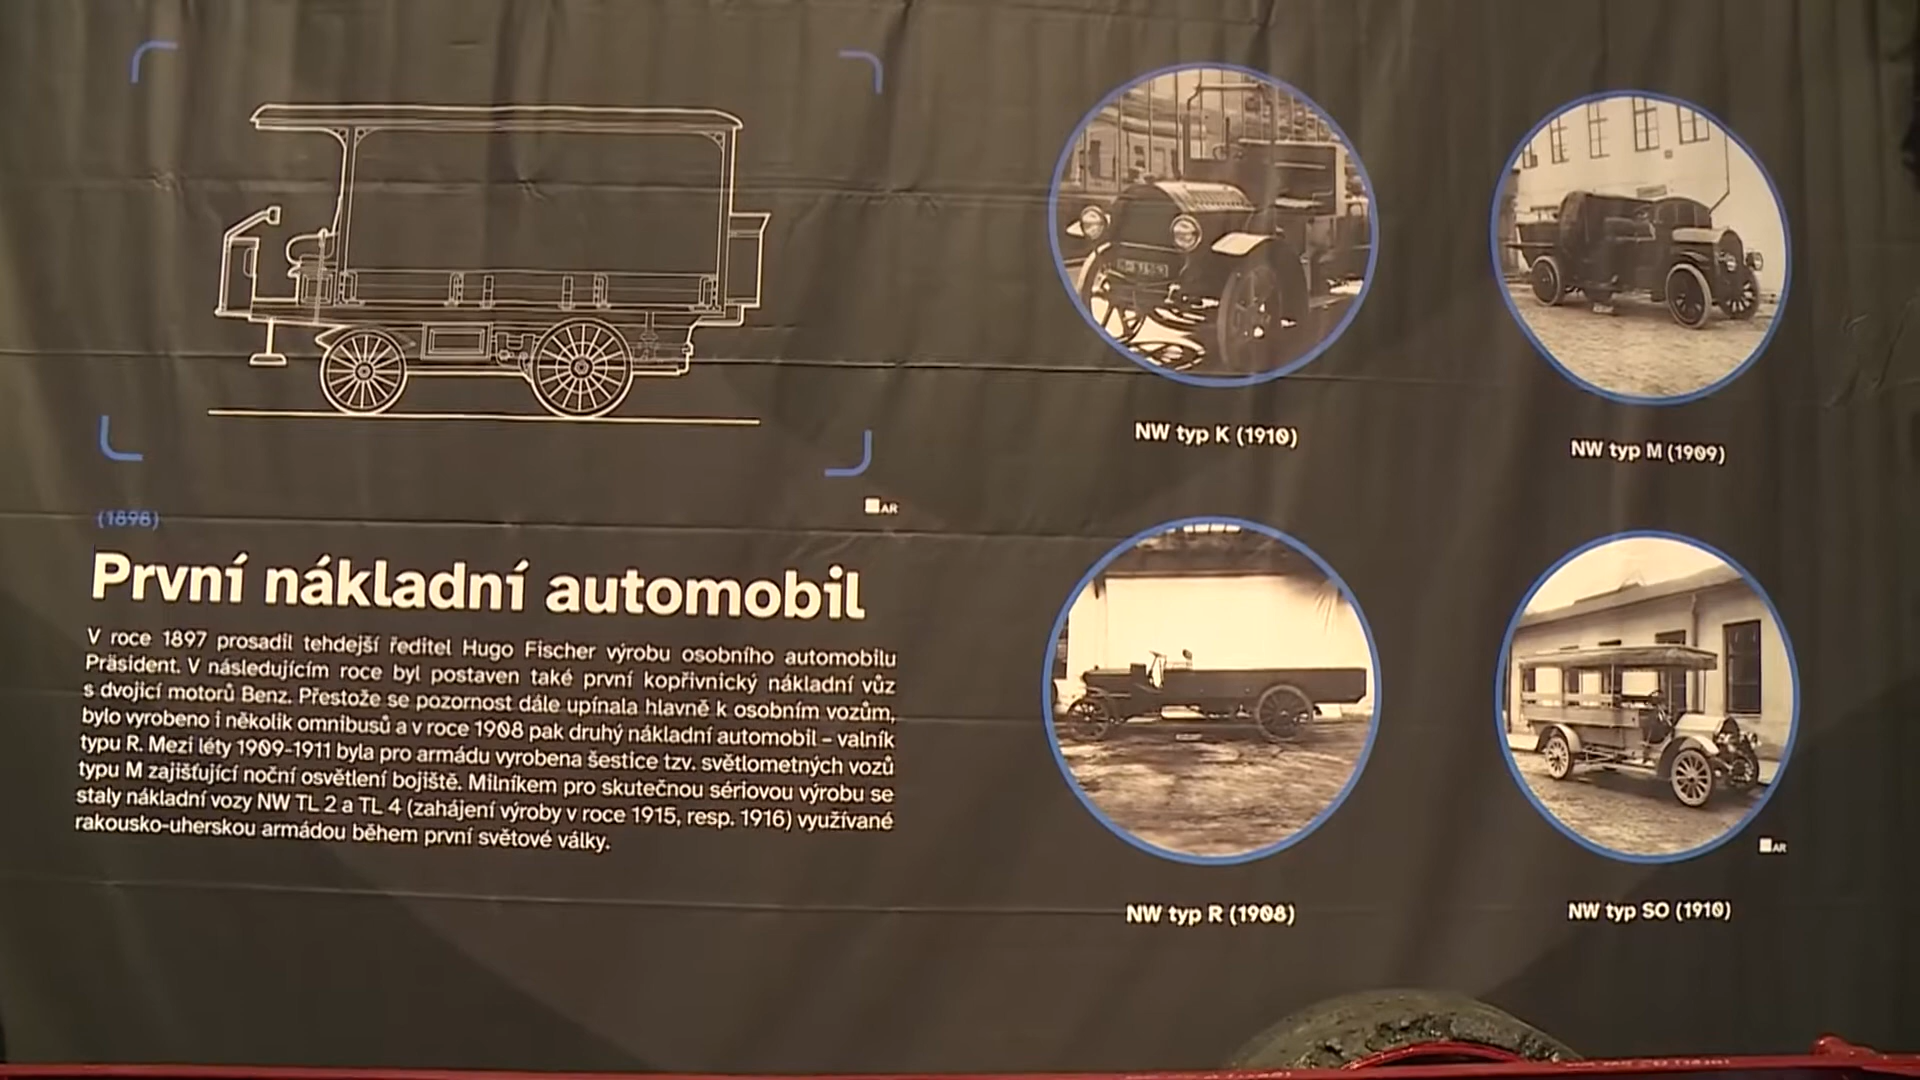 (1898)
AR
První nákladní automobil
V roce 1897 prosadil tehdejší ředitel Hugo Fischer výrobu osobního automobilu
Präsident. V následujícím roce byl postaven také první kopřivnický nákladní vůz
s dvojicí motorů Benz. Přestože se pozornost dále upínala hlavně k osobním vozům,
bylo vyrobeno i několik omnibusů a v roce 1908 pak druhý nákladní automobil – valník
typu R. Mezi léty 1909-1911 byla pro armádu vyrobena šestice tzv. světlometných vozů
typu M zajišťující noční osvětlení bojiště. Milníkem pro skutečnou sériovou výrobu se
staly nákladní vozy NW TL 2 a TL 4 (zahájení výroby v roce 1915, resp. 1916) využívané
rakousko-uherskou armádou během první světové války.
NW typ K (1910)
NW typ M (1909)
NW typ R (1908)
NW typ SO (1910)
AR